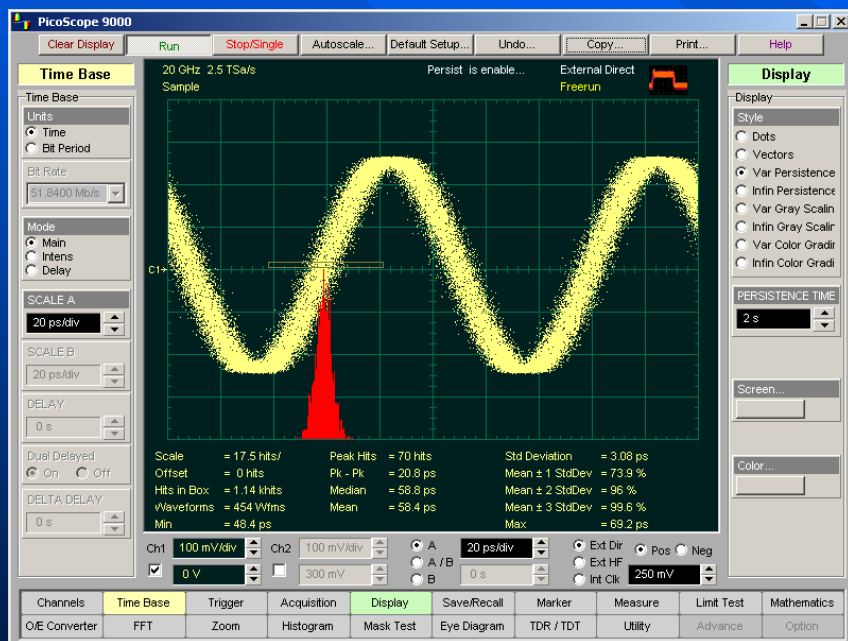 PicoScope 9000
Clear Display Run Stop/Single Autoscale... Default Setup... Undo... Copy... Print... Help
Time Base
Time Base
Units
Time
Bit Period
Bit Rate
51.8400 Mb/s
Mode
Main
Intens
Delay
SCALE A
20 ps/div
SCALE B
20 ps/div
DELAY
0 s
Dual Delayed
On Off
DELTA DELAY
0 s
20 GHz 2.5 TSa/s Persist is enable... External Direct
Sample Freerun
C1
Scale = 17.5 hits/ Peak Hits = 70 hits Std Deviation = 3.08 ps
Offset = 0 hits Pk - Pk = 20.8 ps Mean ± 1 StdDev = 73.9 %
Hits in Box = 1.14 khits Median = 58.8 ps Mean ± 2 StdDev = 96 %
Waveforms = 454 Wfms Mean = 58.4 ps Mean ± 3 StdDev = 99.6 %
Min = 48.4 ps Max = 69.2 ps
Ch1 100 mV/div Ch2 100 mV/div A 20 ps/div Ext Dir Pos Neg
A / B Ext HF
0 V 300 mV B 0 s Int Clk 250 mV
Display
Display
Style
Dots
Vectors
Var Persistence
Infin Persistence
Var Gray Scalin
Infin Gray Scalir
Var Color Gradir
Infin Color Gradi
PERSISTENCE TIME
2 s
Screen...
Color...
Channels Time Base Trigger Acquisition Display Save/Recall Marker Measure Limit Test Mathematics
O/E Converter FFT Zoom Histogram Mask Test Eye Diagram TDR / TDT Utility Advance Option